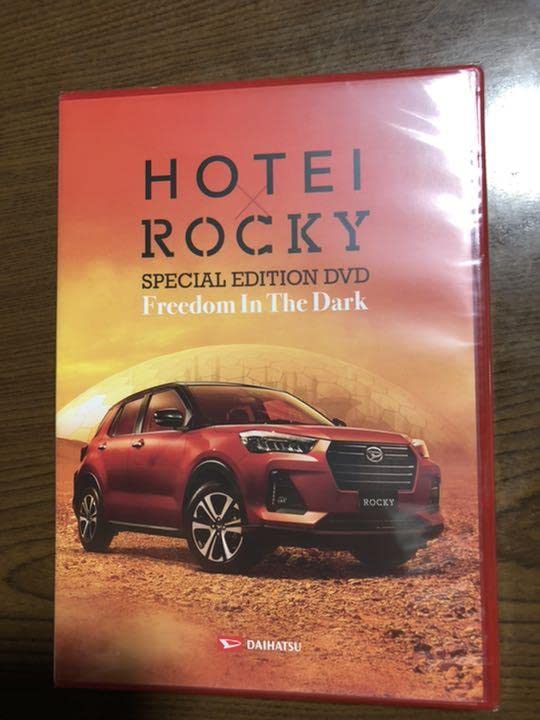 HOTEI
×
ROCKY
SPECIAL EDITION DVD
Freedom In The Dark
ROCKY
DAIHATSU